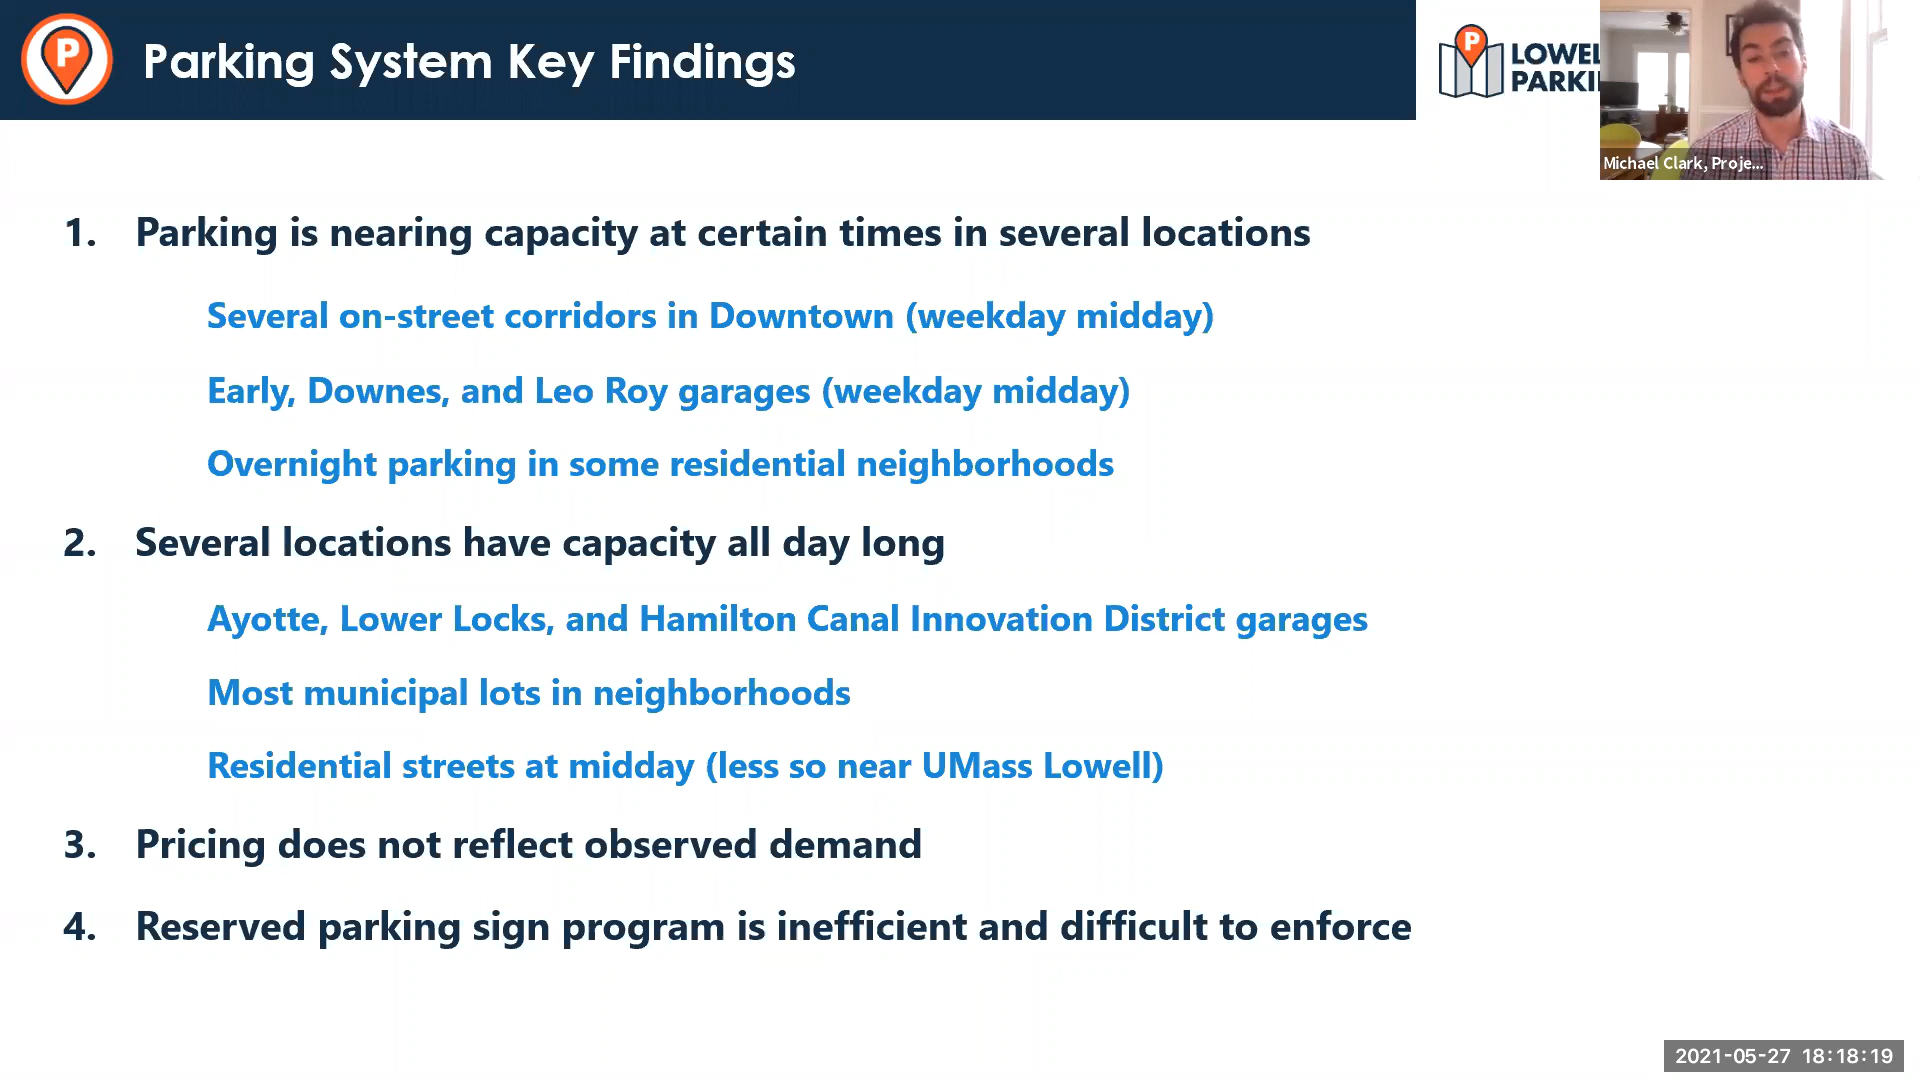 P Parking System Key Findings
P
LOWEL
PARKI
Michael Clark, Proje...
1. Parking is nearing capacity at certain times in several locations
Several on-street corridors in Downtown (weekday midday)
Early, Downes, and Leo Roy garages (weekday midday)
Overnight parking in some residential neighborhoods
2. Several locations have capacity all day long
Ayotte, Lower Locks, and Hamilton Canal Innovation District garages
Most municipal lots in neighborhoods
Residential streets at midday (less so near UMass Lowell)
3. Pricing does not reflect observed demand
4. Reserved parking sign program is inefficient and difficult to enforce
2021-05-27 18:18:19